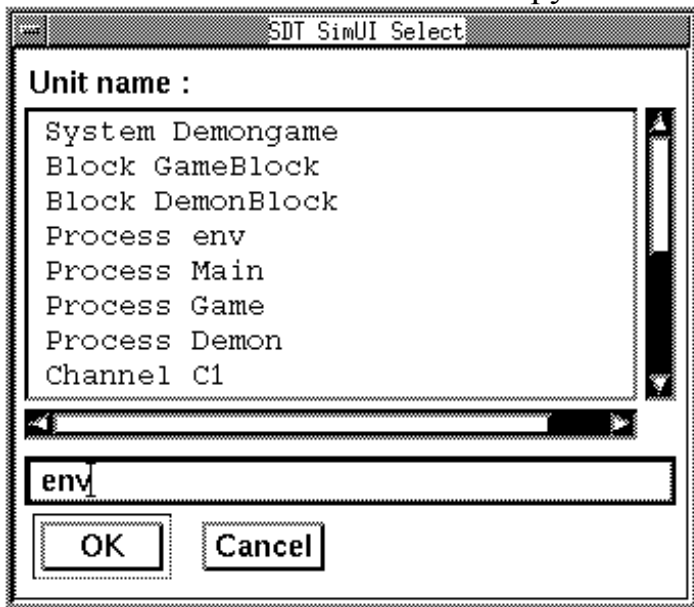 py
SDT SimUI Select
Unit name :
System Demongame
Block GameBlock
Block DemonBlock
Process env
Process Main
Process Game
Process Demon
Channel C1
env
OK
Cancel